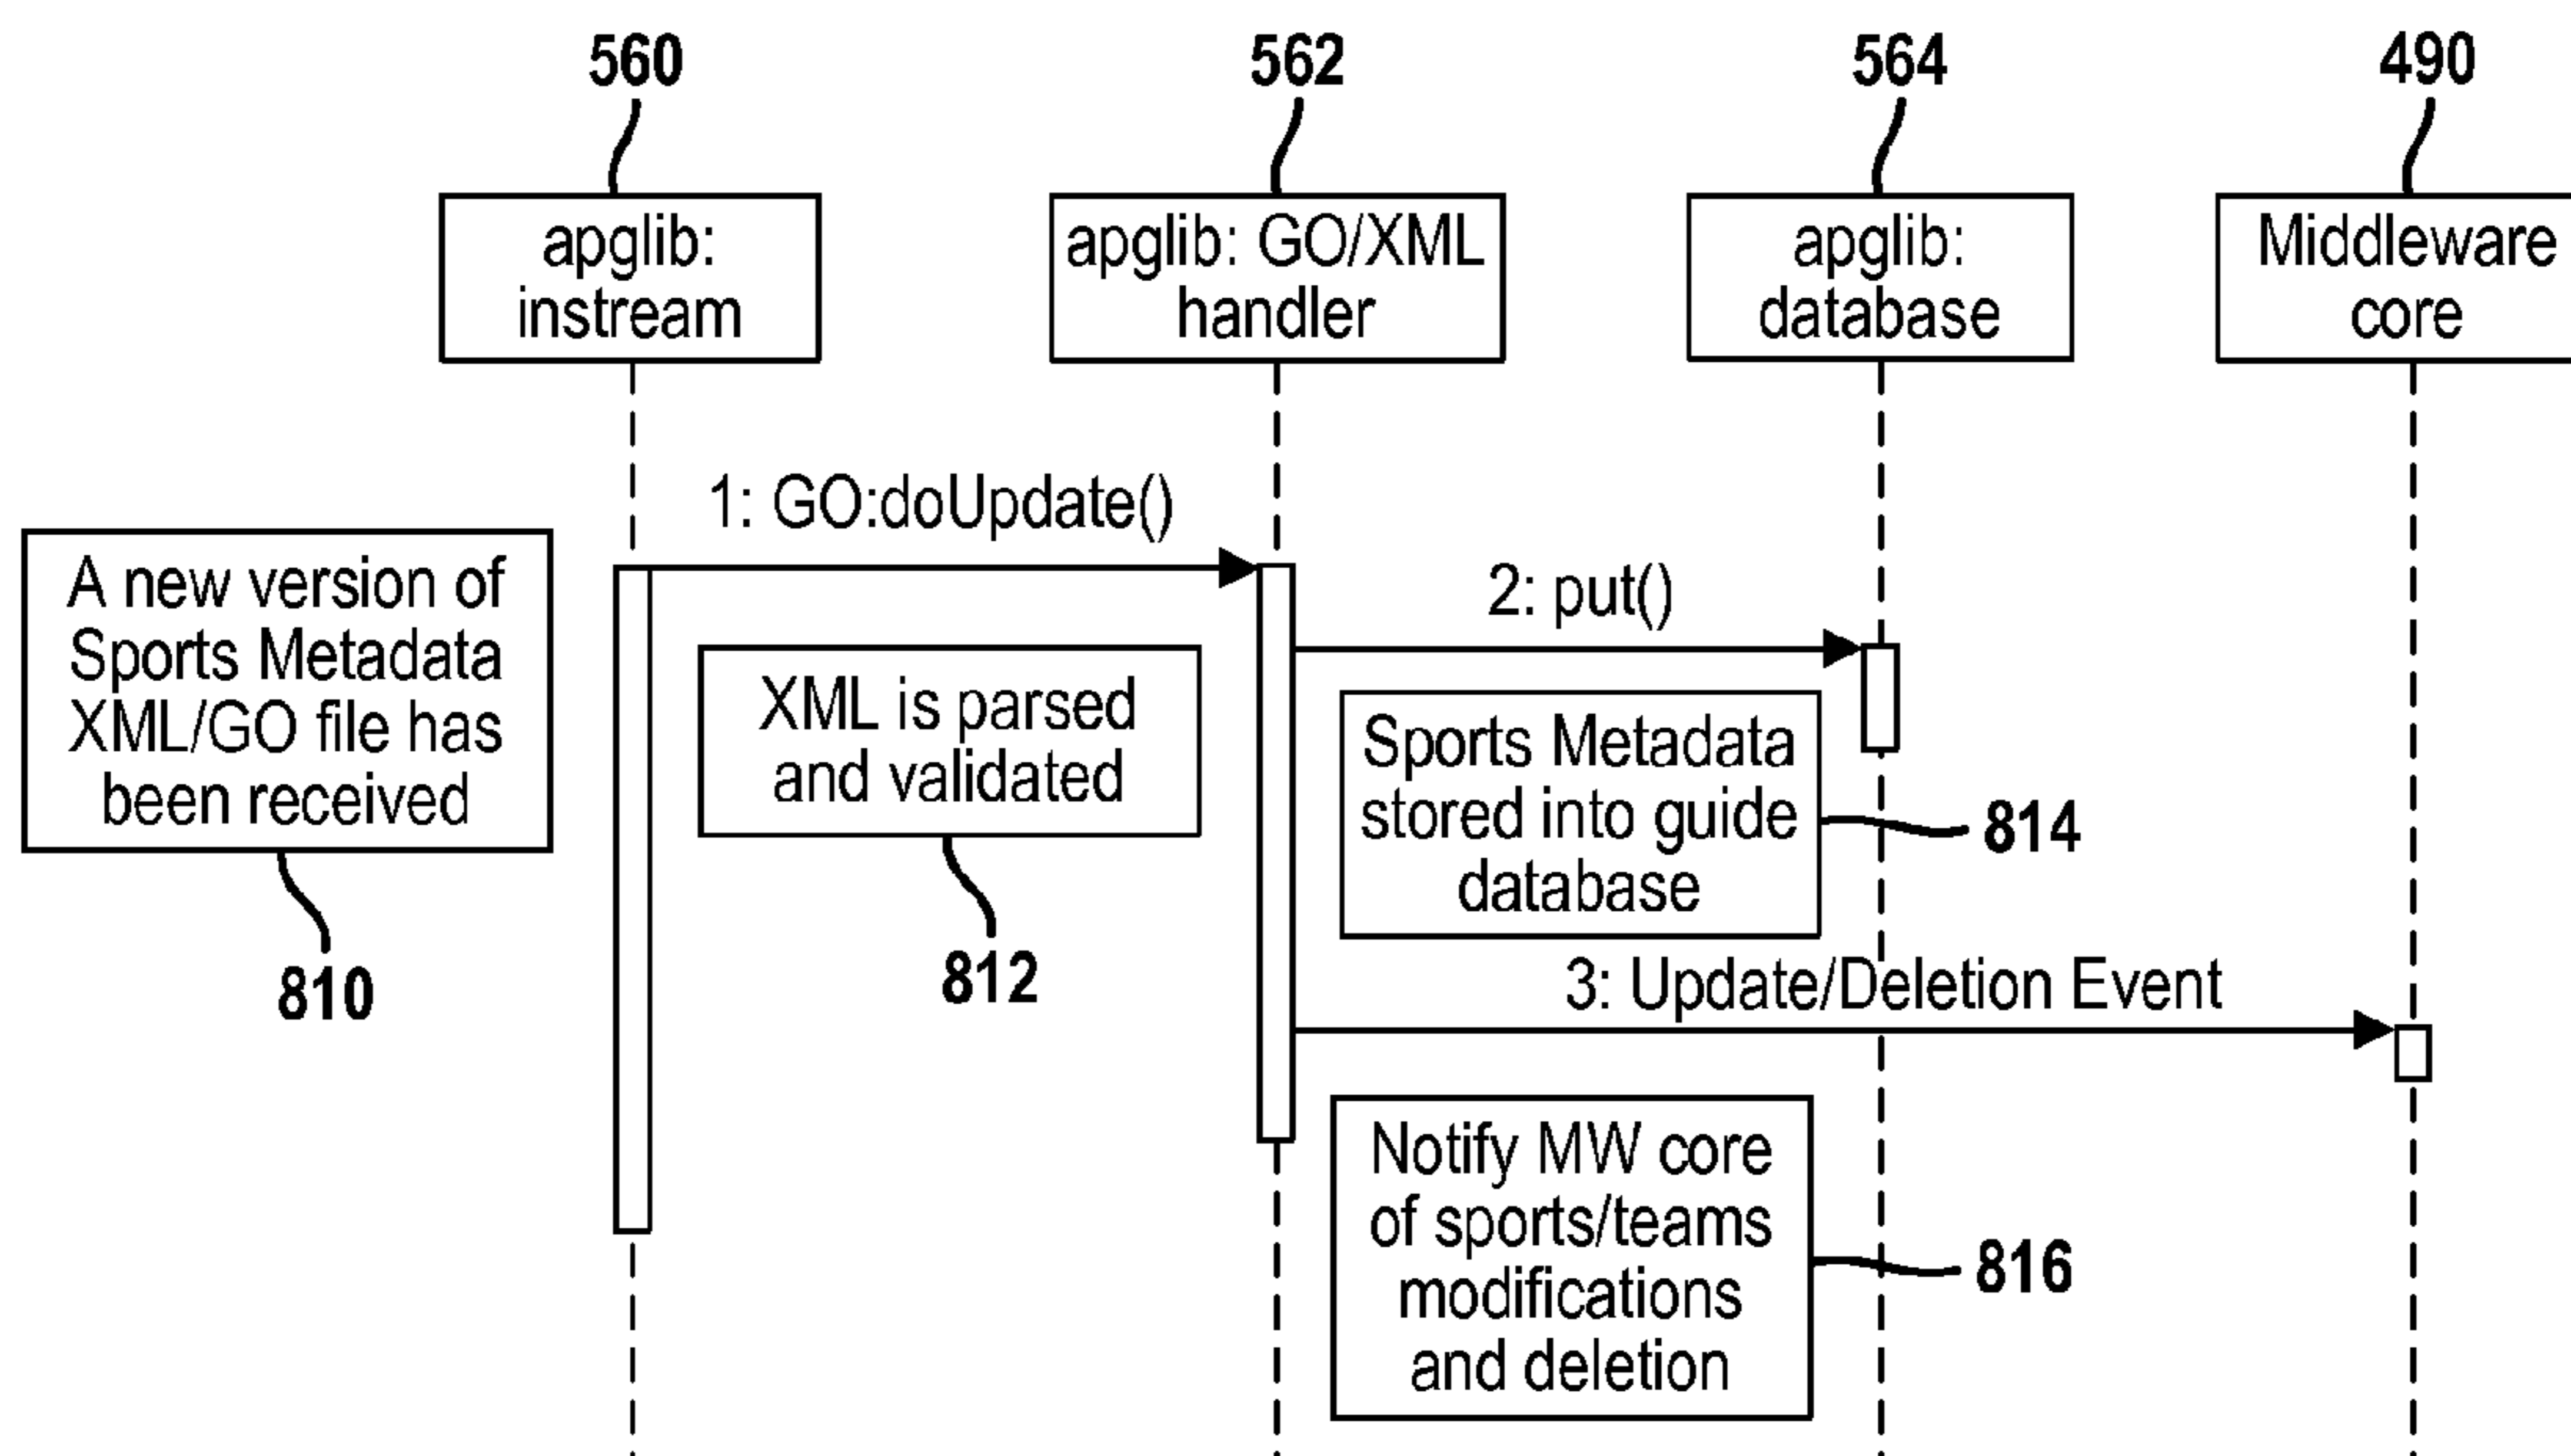 560
562
564
490
apglib:
instream
apglib: GO/XML
handler
apglib:
database
Middleware
core
1: GO:doUpdate()
A new version of
Sports Metadata
XML/GO file has
been received
810
XML is parsed
and validated
812
2: put()
Sports Metadata
stored into guide
database
814
3: Update/Deletion Event
Notify MW core
of sports/teams
modifications
and deletion
816